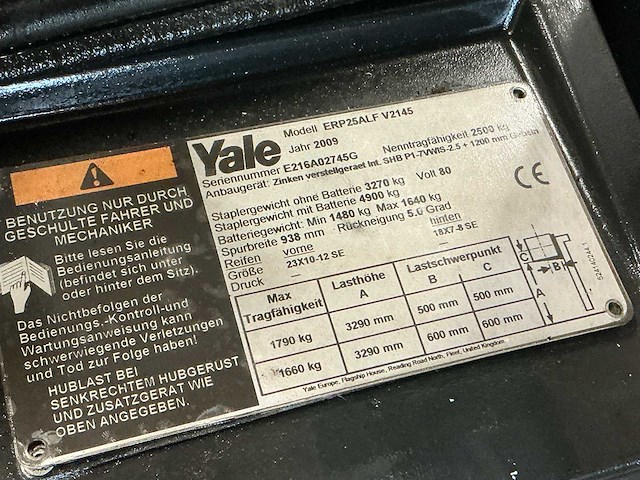 BENUTZUNG NUR DURCH
GESCHULTE FAHRER UND
MECHANIKER
Bitte lesen Sie die
Bedienungsanleitung
(befindet sich unter
oder hinter dem Sitz).
Das Nichtbefolgen der
Bedienungs.-Kontroll-und
Wartungsanweisung kann
schwerwiegende Verletzungen
und Tod zur Folge haben!
HUBLAST BEI
SENKRECHTEM HUBGERUST
UND ZUSATZGERÄT WIE
OBEN ANGEGEBEN.
Yale
Modell ERP25ALF V2145
Jahr 2009
Nenntragfähigkeit 2500 kg
Seriennummer E216A02745G
Anbaugerät: Zinken verstellgeraet Int. SHB P1-7VWIS-2.5 + 1200 mm
Staplergewicht ohne Batterie 3270 kg Volt 80
Staplergewicht mit Batterie 4900 kg
Batteriegewicht: Min 1480 kg Max 1640 kg
Spurbreite 938 mm Rückneigung 5.0 Grad
Reifen vorne hinten
Größe 23X10-12 SE 18X7-8 SE
Druck
CE
Max Tragfähigkeit Lasthöhe A Lastschwerpunkt B C
1790 kg 3290 mm 500 mm 500 mm
1660 kg 3290 mm 600 mm 600 mm
C
B
A
Yale Europe, Flagship House, Reading Road North, Fleet, United Kingdom.